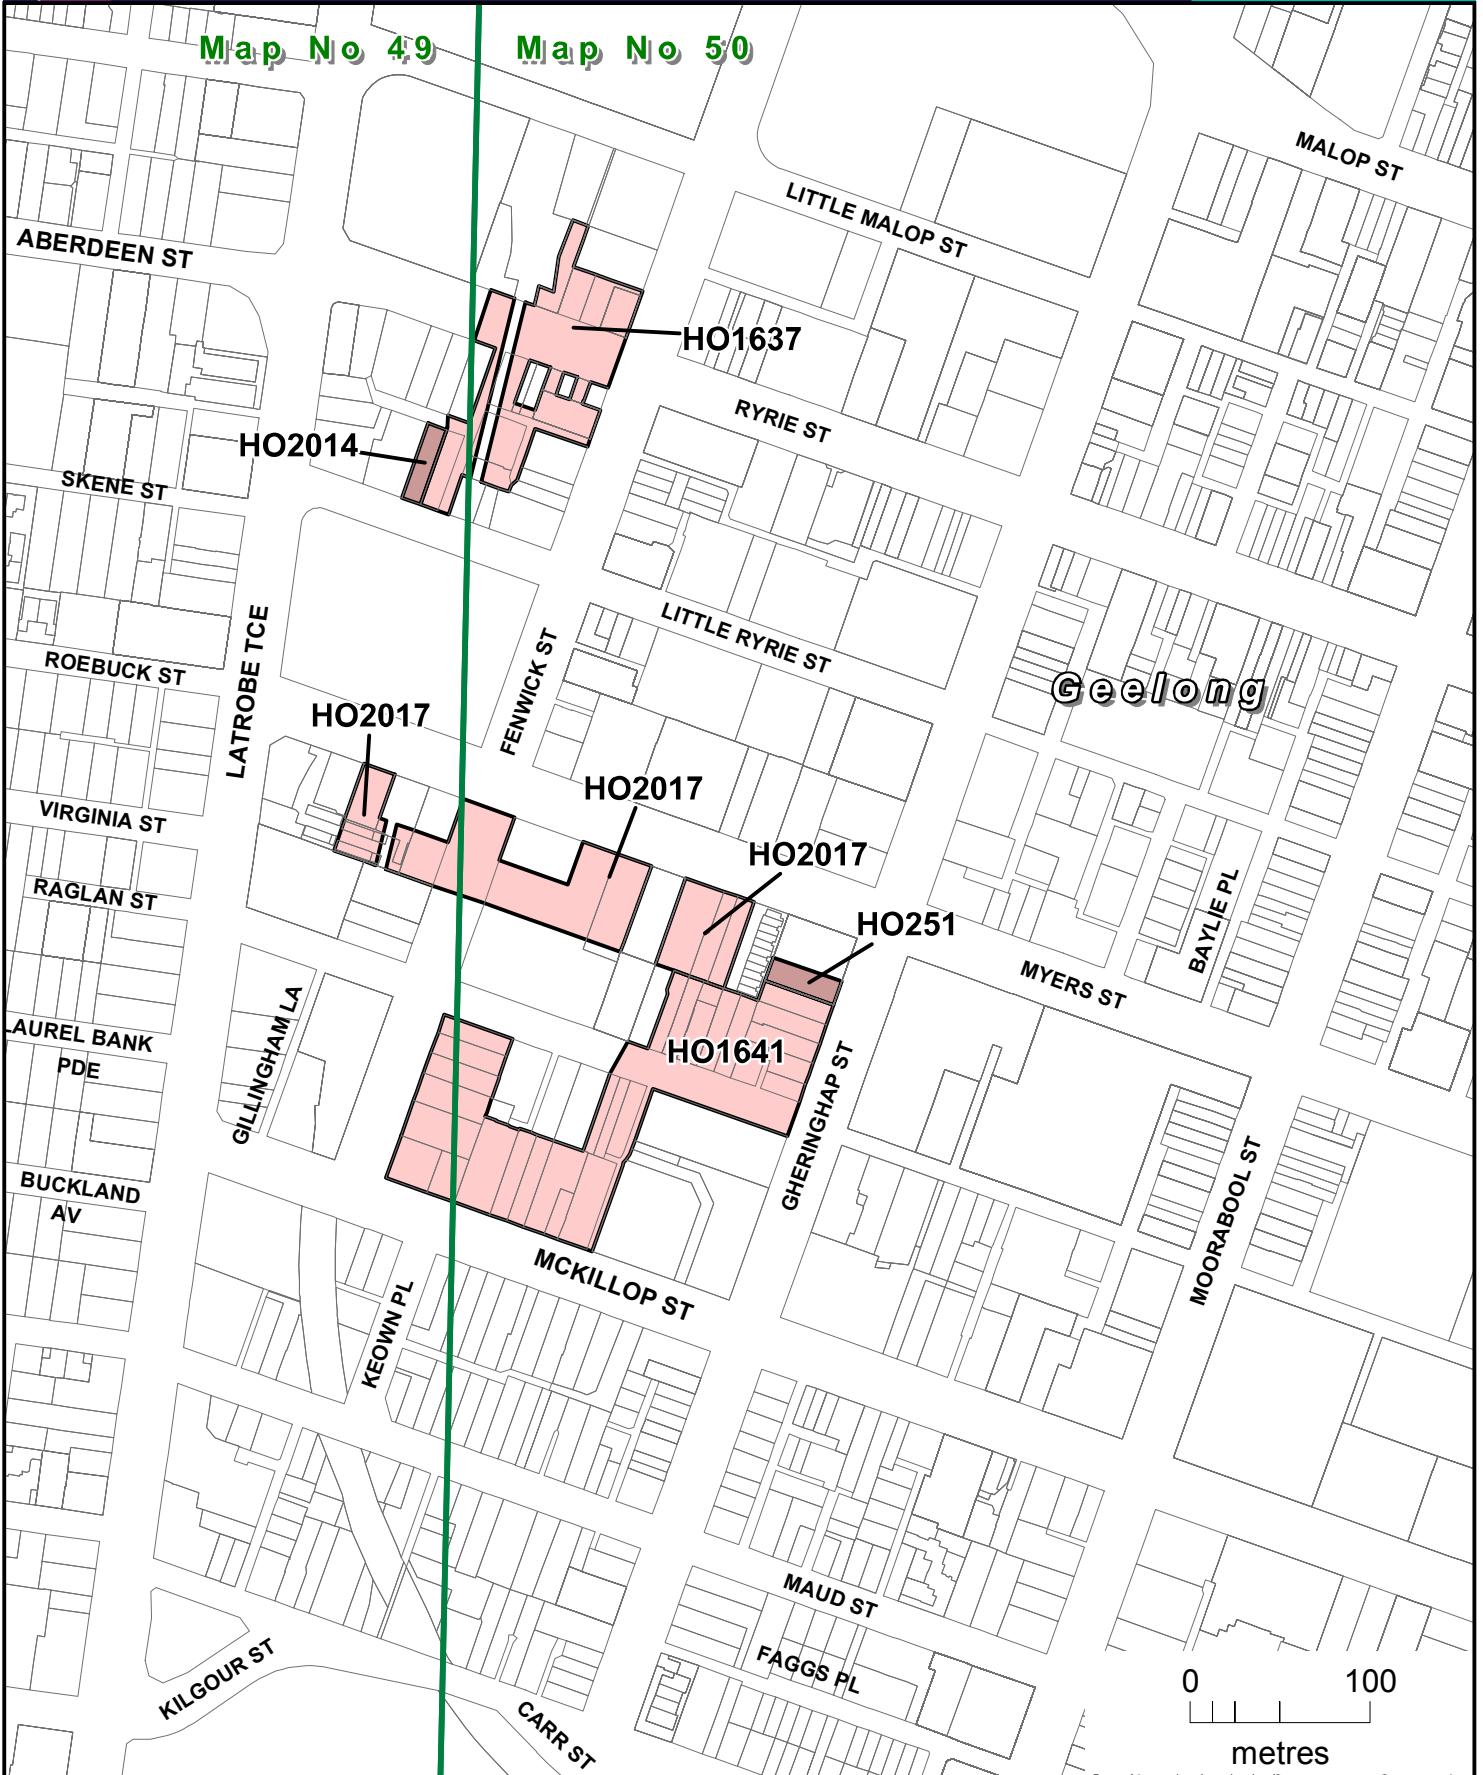 Map No 49
Map No 50
MALOP ST
LITTLE MALOP ST
ABERDEEN ST
HO1637
RYRIE ST
HO2014
SKENE ST
LATROBE TCE
LITTLE RYRIE ST
FENWICK ST
ROEBUCK ST
Geelong
HO2017
HO2017
VIRGINIA ST
HO2017
RAGLAN ST
HO251
BAYLIE PL
MYERS ST
GILLINGHAM LA
LAUREL BANK
PDE
HO1641
GHERINGHAP ST
BUCKLAND
AV
MOORABOOL ST
MCKILLOP ST
KEOWN PL
MAUD ST
FAGGS PL
KILGOUR ST
CARR ST
0 100
metres